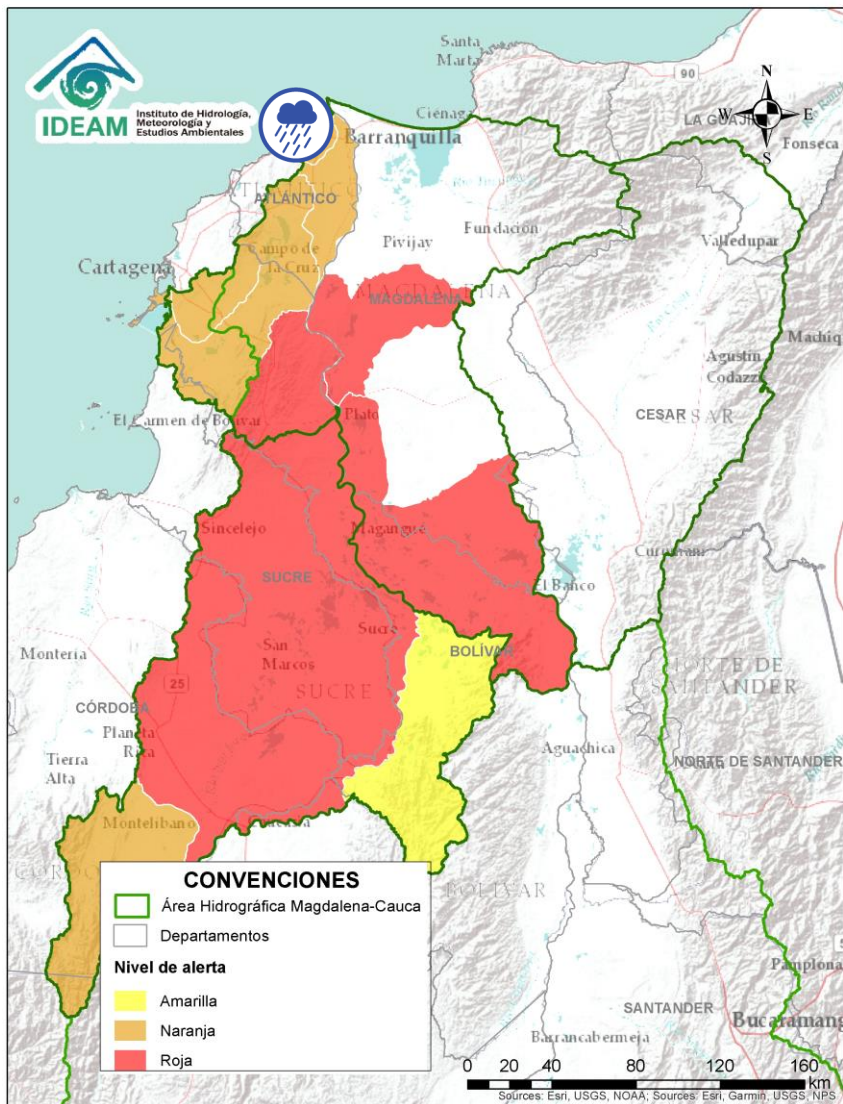 Santa
Marta
90
IDEAM
Instituto de Hidrología,
Meteorología y
Estudios Ambientales
Ciénaga
N
W
E
S
Barranquilla
Fonseca
ATLÁNTICO
Fundación
Pivijay
Valledupar
Campo de
la Cruz
Cartagena
MAGDALENA
Agustín
Codazzi
CESAR
CESAR
Plato
El Carmen de Bolívar
Sincelejo
Magangué
El Banco
SUCRE
Sucre
BOLÍVAR
San
Marcos
Montería
SUCRE
25
NORTE DE
SANTANDER
CÓRDOBA
Planeta
Rica
Tierra
Alta
Aguachica
NORTE DE SANTANDER
Montelibano
BOLÍVAR
CONVENCIONES
Área Hidrográfica Magdalena-Cauca
Departamentos
Nivel de alerta
Amarilla
Naranja
Roja
Pamplona
SANTANDER
Bucaramang
Barrancabermeja
0 20 40 80 120 160
km
Sources: Esri, USGS, NOAA; Sources: Esri, Garmin, USGS, NPS